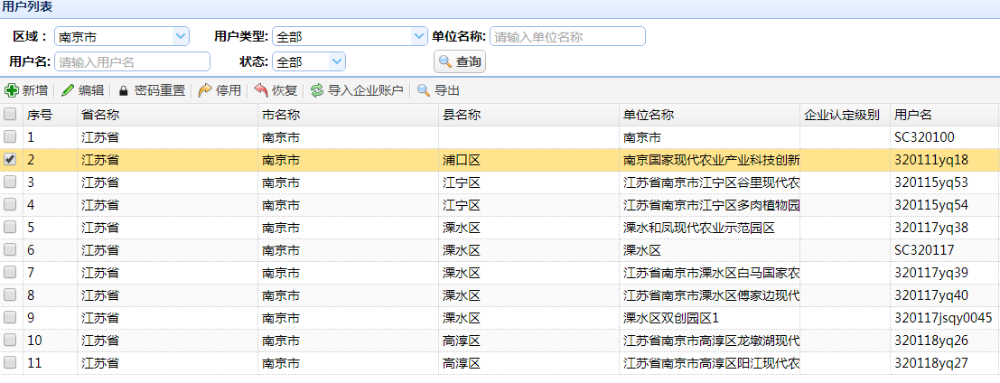 用户列表
区域： 南京市 用户类型: 全部 单位名称: 请输入单位名称
用户名: 请输入用户名 状态: 全部 查询
新增 编辑 密码重置 停用 恢复 导入企业账户 导出
序号 省名称 市名称 县名称 单位名称 企业认定级别 用户名
1 江苏省 南京市 南京市 SC320100
2 江苏省 南京市 浦口区 南京国家现代农业产业科技创新 320111yq18
3 江苏省 南京市 江宁区 江苏省南京市江宁区谷里现代农 320115yq53
4 江苏省 南京市 江宁区 江苏省南京市江宁区多肉植物园 320115yq54
5 江苏省 南京市 溧水区 溧水和凤现代农业示范园区 320117yq38
6 江苏省 南京市 溧水区 溧水区 SC320117
7 江苏省 南京市 溧水区 江苏省南京市溧水区白马国家农 320117yq39
8 江苏省 南京市 溧水区 江苏省南京市溧水区傅家边现代 320117yq40
9 江苏省 南京市 溧水区 溧水区双创园区1 320117jsqy0045
10 江苏省 南京市 高淳区 江苏省南京市高淳区龙墩湖现代 320118yq26
11 江苏省 南京市 高淳区 江苏省南京市高淳区阳江现代农 320118yq27